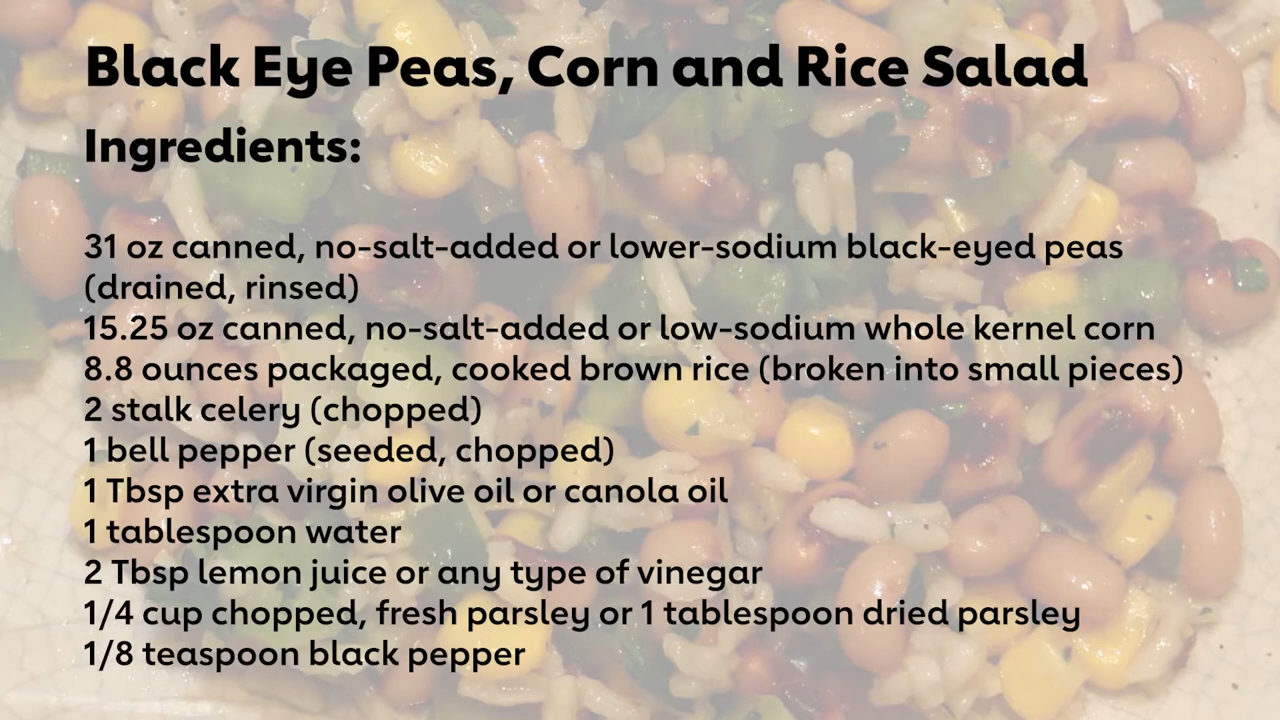 Black Eye Peas, Corn and Rice Salad
Ingredients:
31 oz canned, no-salt-added or lower-sodium black-eyed peas
(drained, rinsed)
15.25 oz canned, no-salt-added or low-sodium whole kernel corn
8.8 ounces packaged, cooked brown rice (broken into small pieces)
2 stalk celery (chopped)
1 bell pepper (seeded, chopped)
1 Tbsp extra virgin olive oil or canola oil
1 tablespoon water
2 Tbsp lemon juice or any type of vinegar
1/4 cup chopped, fresh parsley or 1 tablespoon dried parsley
1/8 teaspoon black pepper